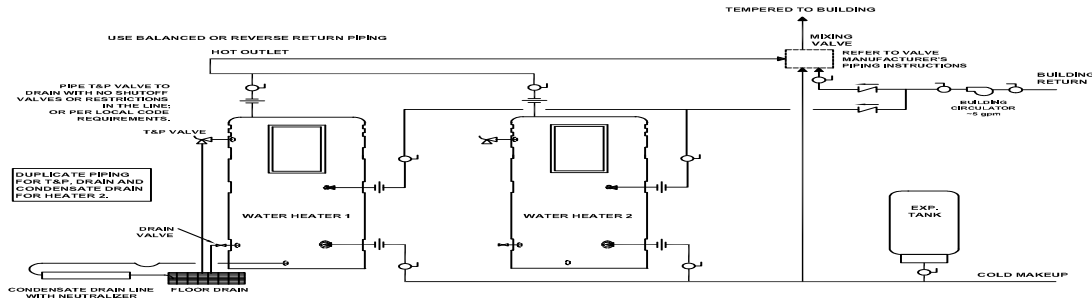 TEMPERED TO BUILDING
USE BALANCED OR REVERSE RETURN PIPING
HOT OUTLET
MIXING
VALVE
REFER TO VALVE
MANUFACTURER'S
PIPING INSTRUCTIONS
BUILDING
RETURN
BUILDING
CIRCULATOR
~5 gpm
PIPE T&P VALVE TO
DRAIN WITH NO SHUTOFF
VALVES OR RESTRICTIONS
IN THE LINE;
OR PER LOCAL CODE
REQUIREMENTS.
T&P VALVE
DUPLICATE PIPING
FOR T&P, DRAIN AND
CONDENSATE DRAIN
FOR HEATER 2.
WATER HEATER 1
WATER HEATER 2
EXP.
TANK
DRAIN
VALVE
COLD MAKEUP
CONDENSATE DRAIN LINE
WITH NEUTRALIZER
FLOOR DRAIN